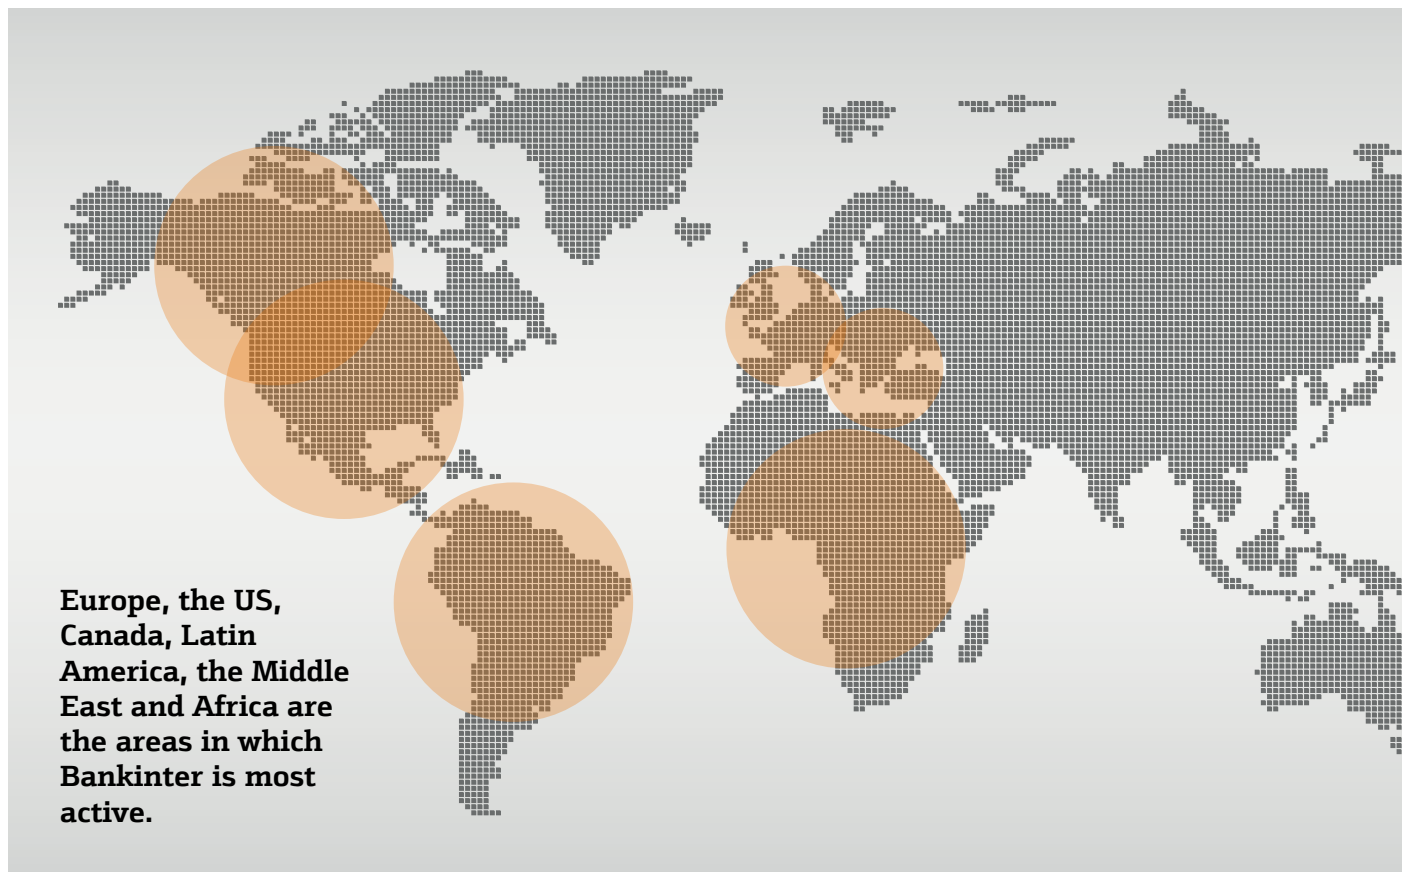 Europe, the US,
Canada, Latin
America, the Middle
East and Africa are
the areas in which
Bankinter is most
active.